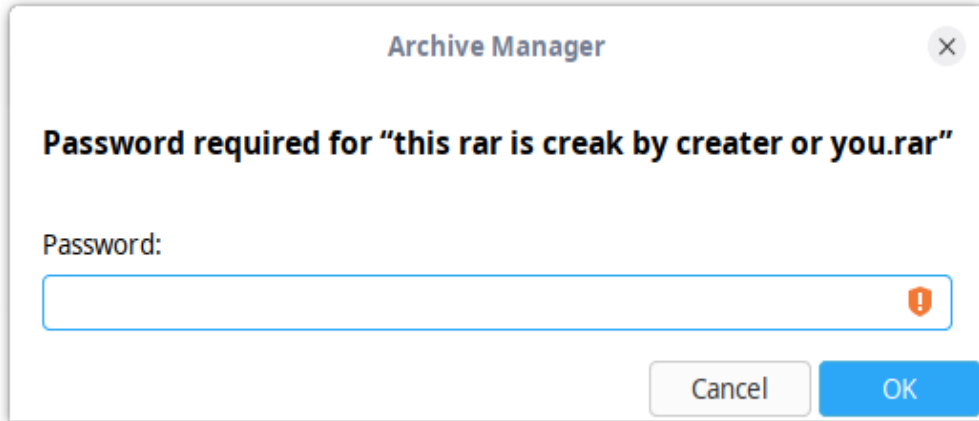 Archive Manager
Password required for “this rar is creak by creater or you.rar”
Password:
Cancel OK